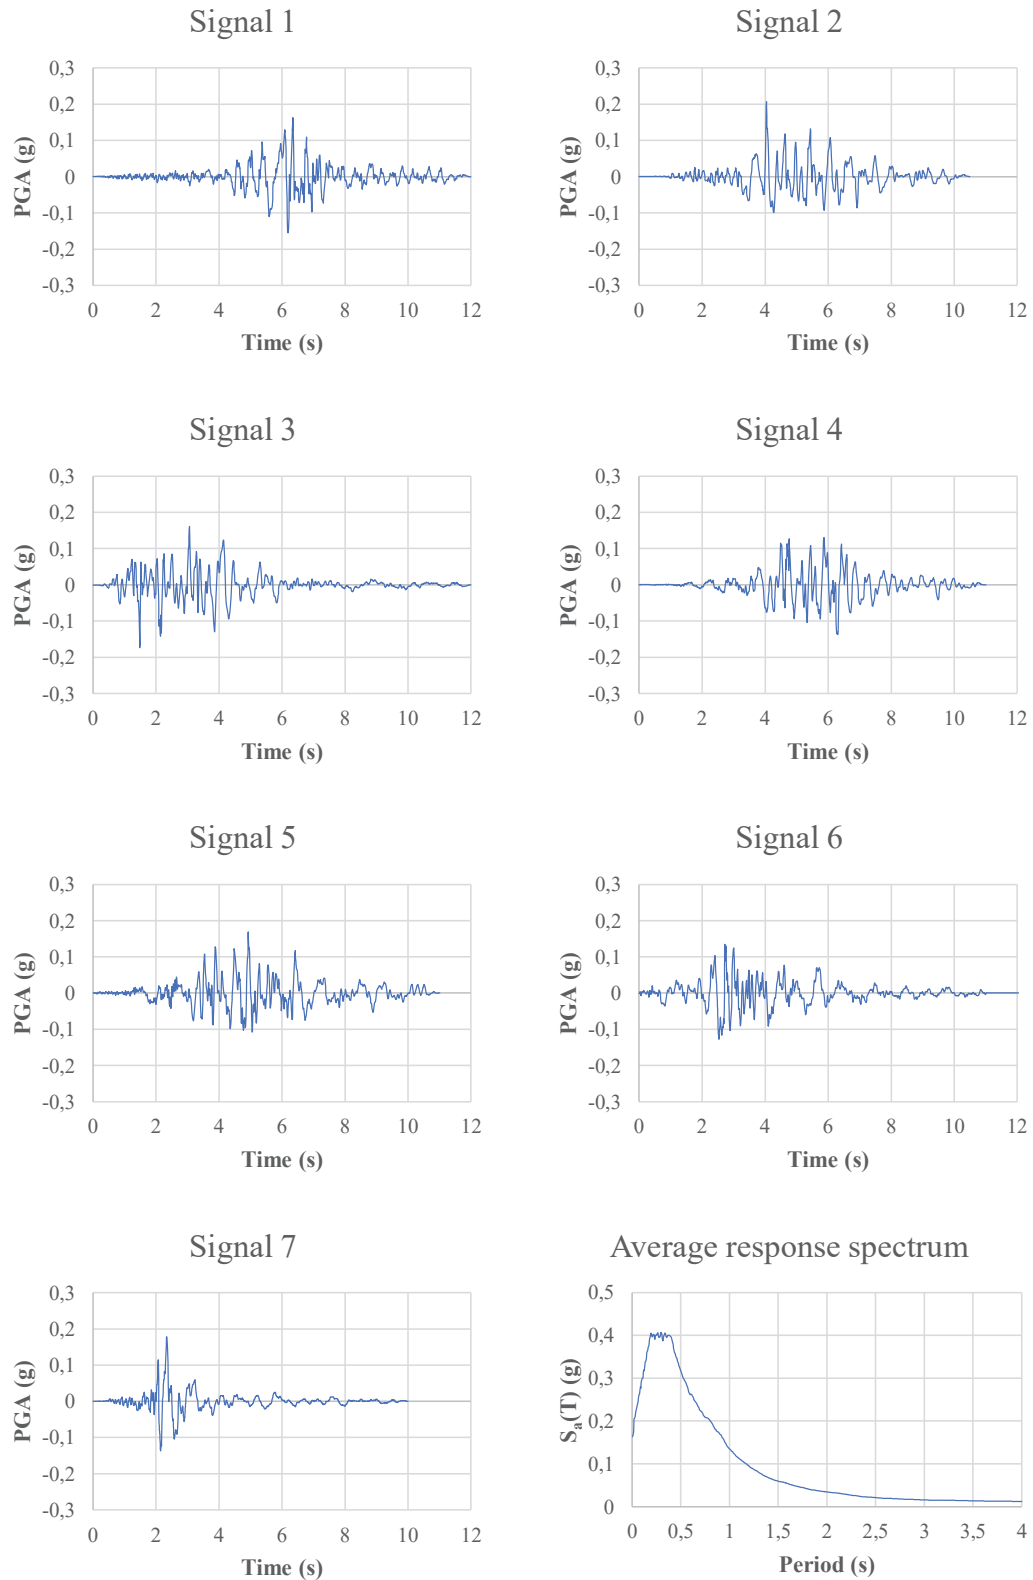 Signal 1
0,3
0,2
0,1
0
-0,1
-0,2
-0,3
PGA (g)
0 2 4 6 8 10 12
Time (s)
Signal 2
0,3
0,2
0,1
0
-0,1
-0,2
-0,3
PGA (g)
0 2 4 6 8 10 12
Time (s)
Signal 3
0,3
0,2
0,1
0
-0,1
-0,2
-0,3
PGA (g)
0 2 4 6 8 10 12
Time (s)
Signal 4
0,3
0,2
0,1
0
-0,1
-0,2
-0,3
PGA (g)
0 2 4 6 8 10 12
Time (s)
Signal 5
0,3
0,2
0,1
0
-0,1
-0,2
-0,3
PGA (g)
0 2 4 6 8 10 12
Time (s)
Signal 6
0,3
0,2
0,1
0
-0,1
-0,2
-0,3
PGA (g)
0 2 4 6 8 10 12
Time (s)
Signal 7
0,3
0,2
0,1
0
-0,1
-0,2
-0,3
PGA (g)
0 2 4 6 8 10 12
Time (s)
Average response spectrum
0,5
0,4
0,3
0,2
0,1
0
Sa(T) (g)
0 0,5 1 1,5 2 2,5 3 3,5 4
Period (s)